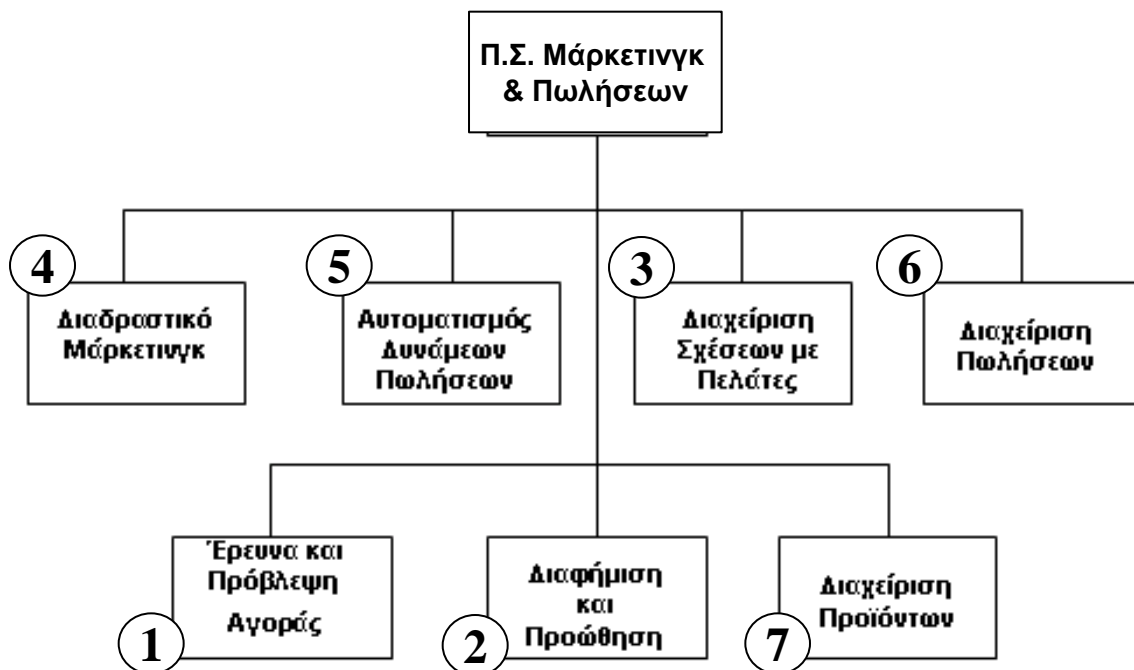 Π.Σ. Μάρκετινγκ
& Πωλήσεων
4
Διαδραστικό
Μάρκετινγκ
5
Αυτοματισμός
Δυνάμεων
Πωλήσεων
3
Διαχείριση
Σχέσεων με
Πελάτες
6
Διαχείριση
Πωλήσεων
1
Έρευνα και
Πρόβλεψη
Αγοράς
2
Διαφήμιση
και
Προώθηση
7
Διαχείριση
Προϊόντων